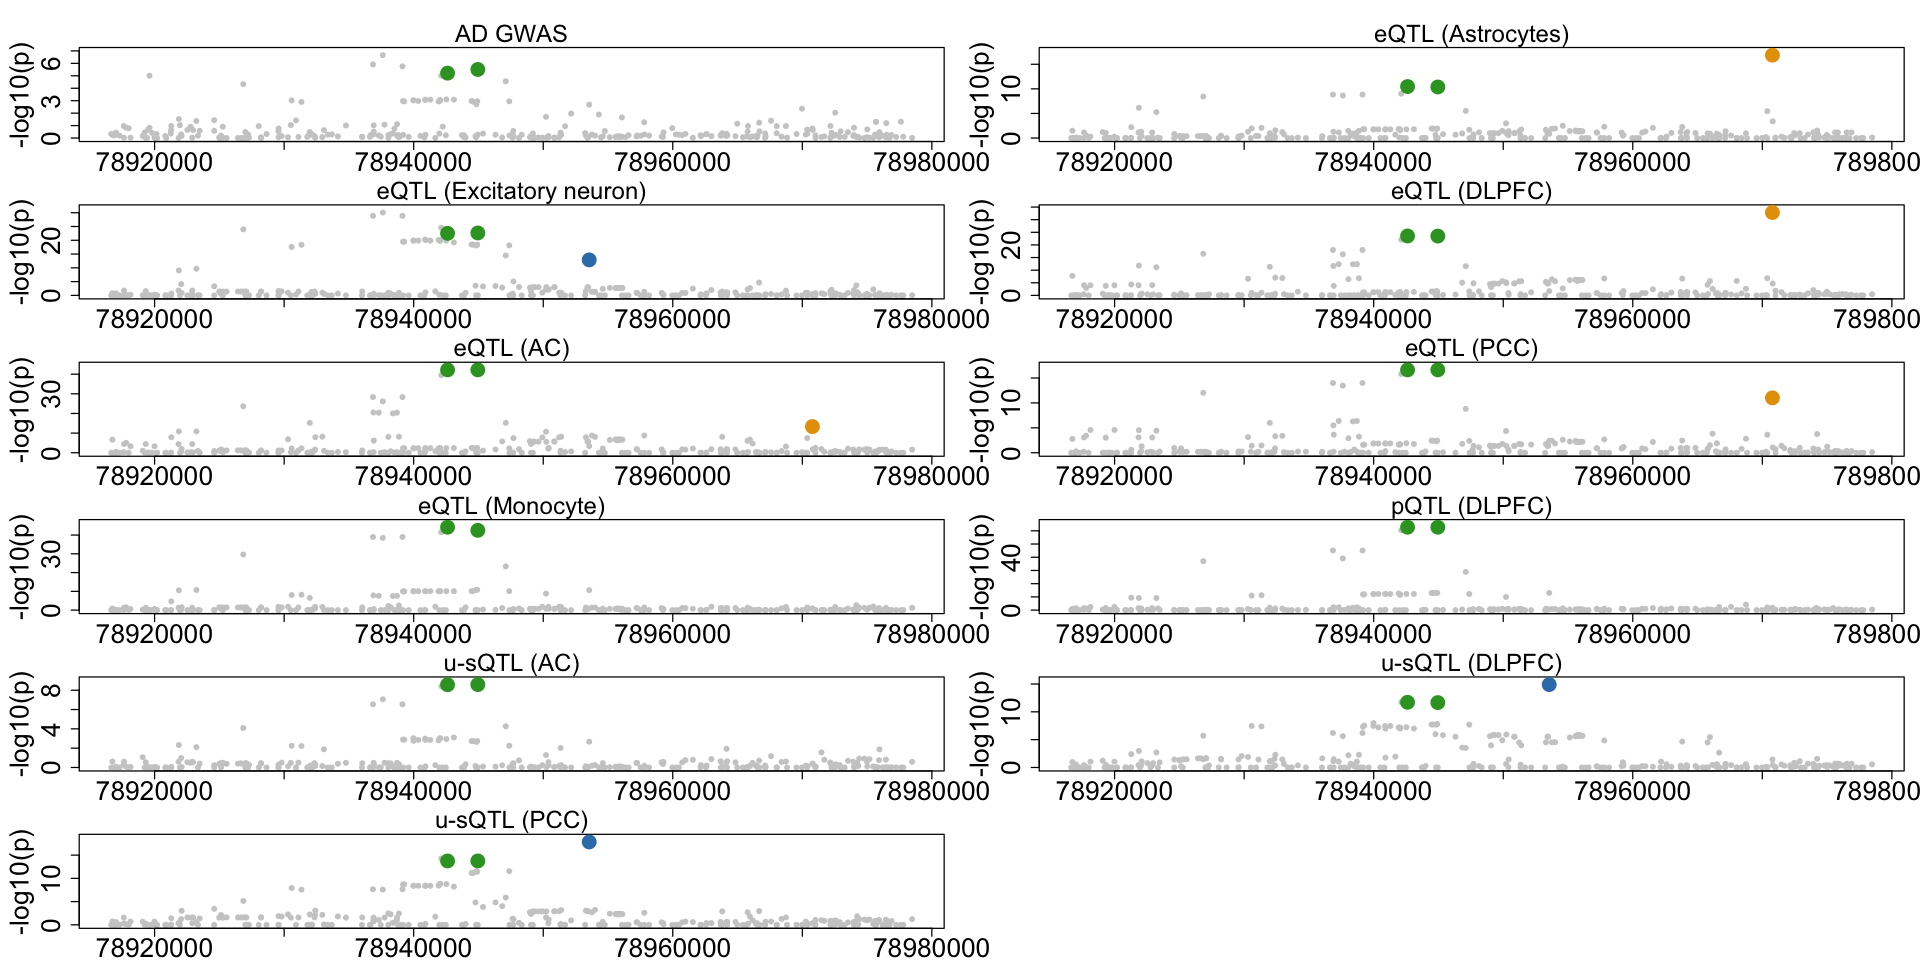 AD GWAS
-log10(p)
0 3 6
78920000 78940000 78960000 78980000
eQTL (Astrocytes)
-log10(p)
0 10
78920000 78940000 78960000 789800
eQTL (Excitatory neuron)
-log10(p)
0 20
78920000 78940000 78960000 78980000
eQTL (DLPFC)
-log10(p)
0 20
78920000 78940000 78960000 789800
eQTL (AC)
-log10(p)
0 30
78920000 78940000 78960000 78980000
eQTL (PCC)
-log10(p)
0 10
78920000 78940000 78960000 789800
eQTL (Monocyte)
-log10(p)
0 30
78920000 78940000 78960000 78980000
pQTL (DLPFC)
-log10(p)
0 40
78920000 78940000 78960000 789800
u-sQTL (AC)
-log10(p)
0 4 8
78920000 78940000 78960000 78980000
u-sQTL (DLPFC)
-log10(p)
0 10
78920000 78940000 78960000 789800
u-sQTL (PCC)
-log10(p)
0 10
78920000 78940000 78960000 78980000